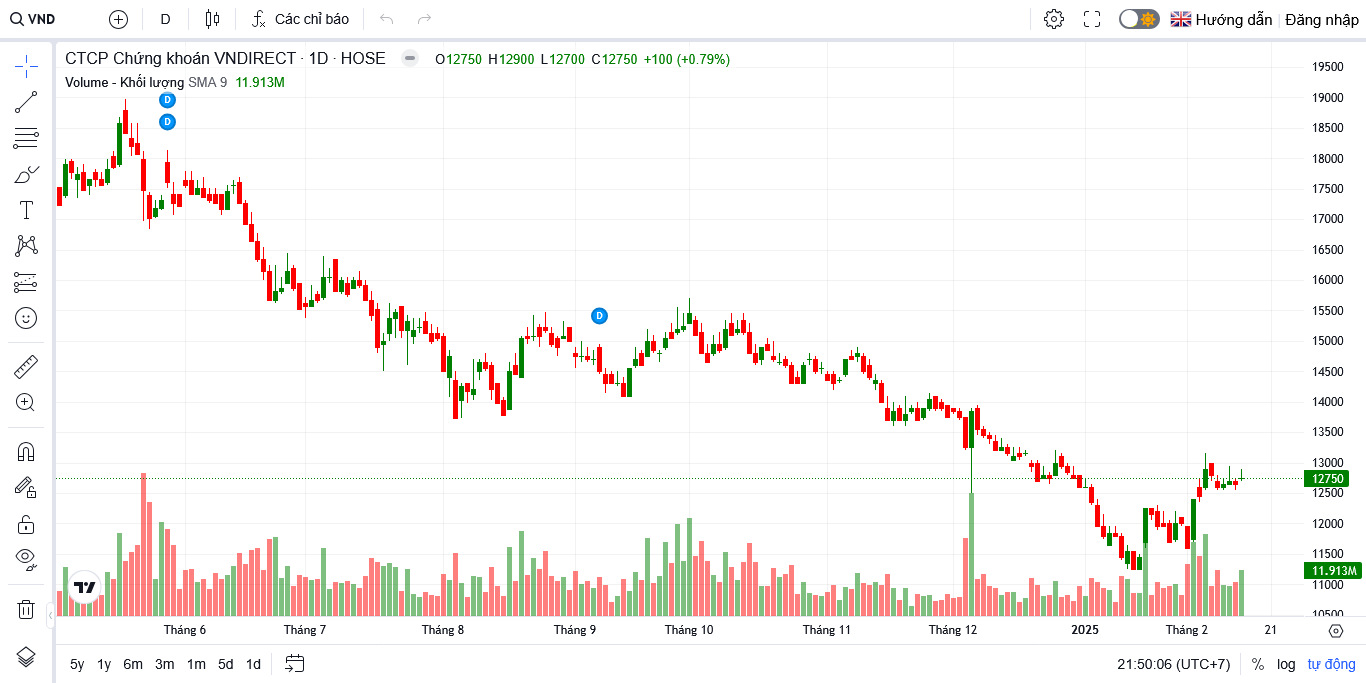 VND D Các chỉ báo Hướng dẫn Đăng nhập
CTCP Chứng khoán VNDIRECT · 1D · HOSE O12750 H12900 L12700 C12750 +100 (+0.79%)
Volume - Khối lượng SMA 9 11.913M
D
D
D
19500
19000
18500
18000
17500
17000
16500
16000
15500
15000
14500
14000
13500
13000
12750
12500
12000
11500
11.913M
11000
10500
Tháng 6 Tháng 7 Tháng 8 Tháng 9 Tháng 10 Tháng 11 Tháng 12 2025 Tháng 2 21
5y 1y 6m 3m 1m 5d 1d 21:50:06 (UTC+7) % log tự động